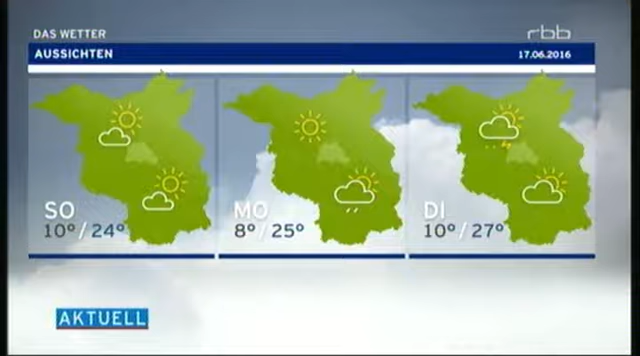 DAS WETTER
rbb
AUSSICHTEN
17.06.2016
SO
10°/24°
MO
8°/25°
DI
10°/27°
AKTUELL